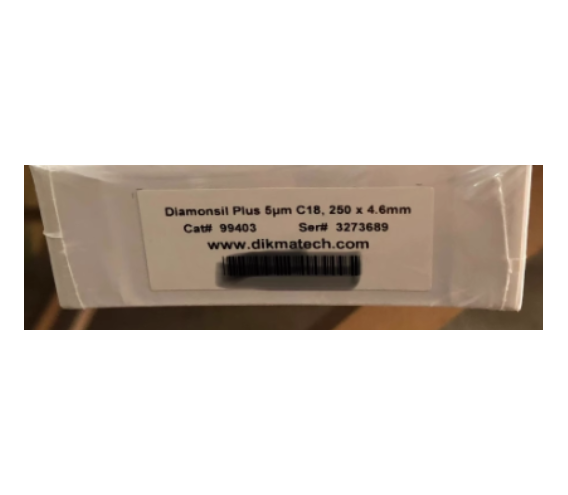 Diamonsil Plus 5µm C18, 250 x 4.6mm
Cat# 99403 Ser# 3273689
www.dikmatech.com